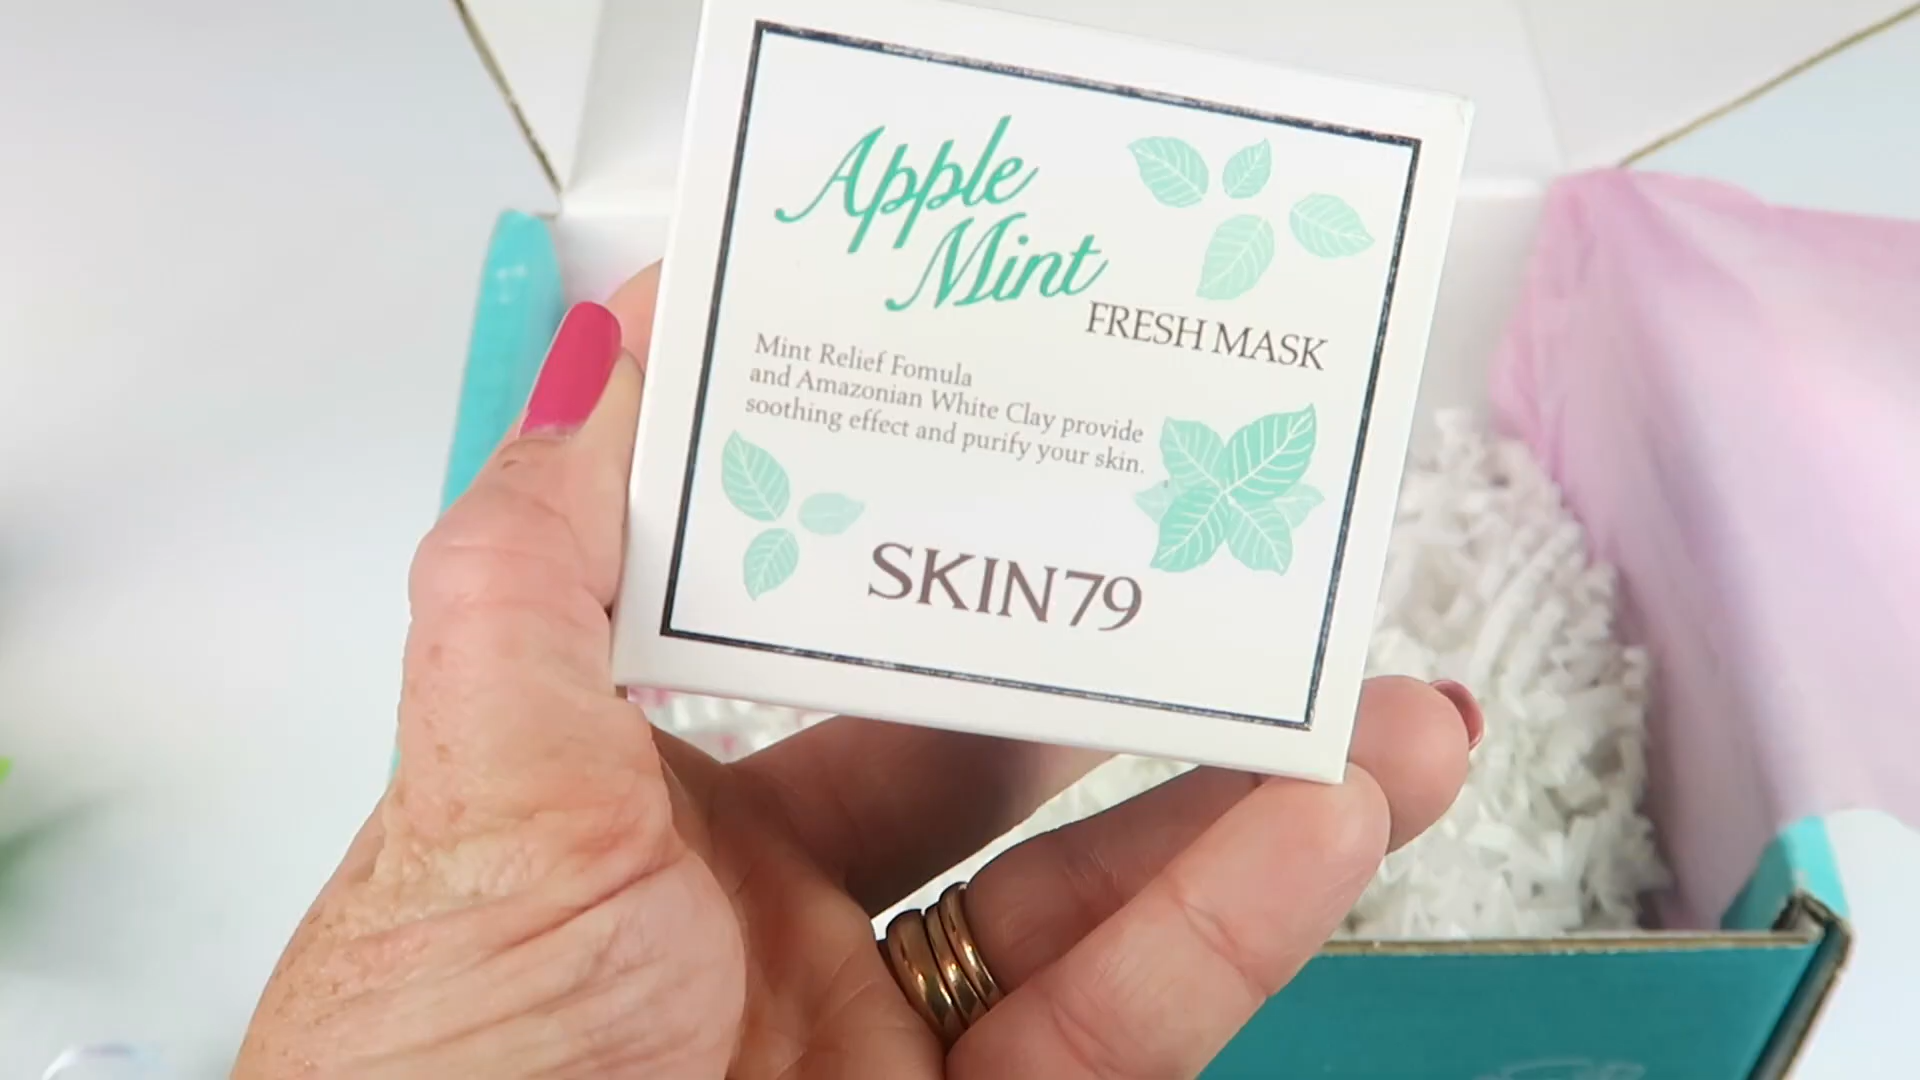 Apple
Mint
FRESH MASK
Mint Relief Fomula
and Amazonian White Clay provide
soothing effect and purify your skin.
SKIN79